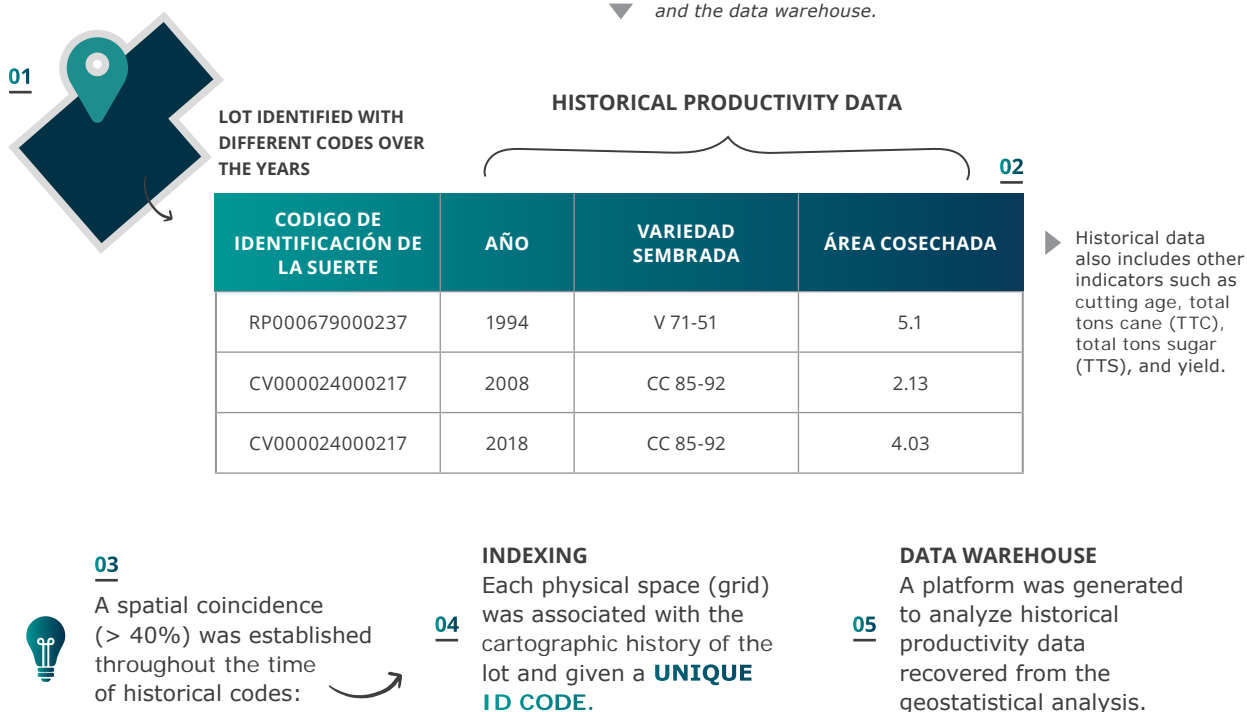 and the data warehouse.
01
LOT IDENTIFIED WITH
DIFFERENT CODES OVER
THE YEARS
HISTORICAL PRODUCTIVITY DATA
02
CODIGO DE
IDENTIFICACIÓN DE
LA SUERTE
AÑO
VARIEDAD
SEMBRADA
ÁREA COSECHADA
RP000679000237
1994
V 71-51
5.1
CV000024000217
2008
CC 85-92
2.13
CV000024000217
2018
CC 85-92
4.03
Historical data
also includes other
indicators such as
cutting age, total
tons cane (TTC),
total tons sugar
(TTS), and yield.
03
A spatial coincidence
(> 40%) was established
throughout the time
of historical codes:
04
INDEXING
Each physical space (grid)
was associated with the
cartographic history of the
lot and given a UNIQUE
ID CODE.
05
DATA WAREHOUSE
A platform was generated
to analyze historical
productivity data
recovered from the
geostatistical analysis.